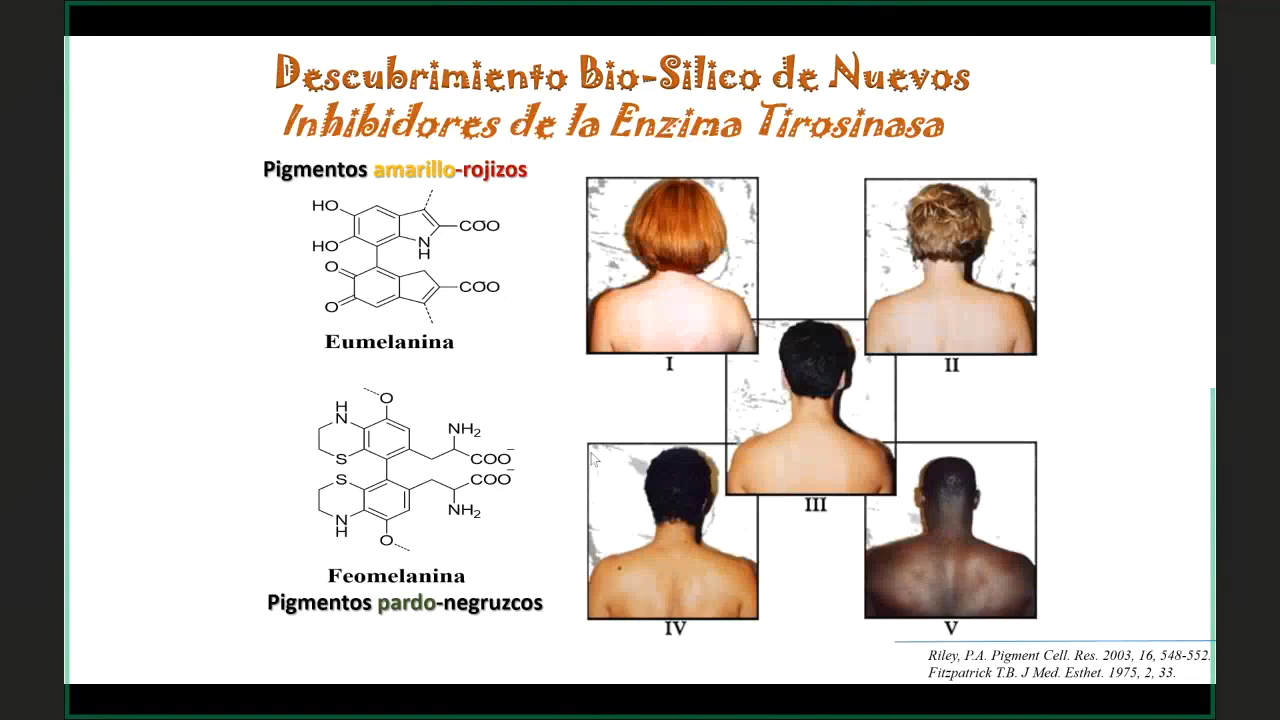 Descubrimiento Bio-Silico de Nuevos
Inhibidores de la Enzima Tirosinasa
Pigmentos amarillo-rojizos
HO
HO
N
H
COO-
O
O
COO-
Eumelanina
O
H
N
S
NH2
COO-
S
COO-
NH2
N
H
O
Feomelanina
Pigmentos pardo-negruzcos
I
II
III
IV
V
Riley, P.A. Pigment Cell. Res. 2003, 16, 548-552.
Fitzpatrick T.B. J Med. Esthet. 1975, 2, 33.